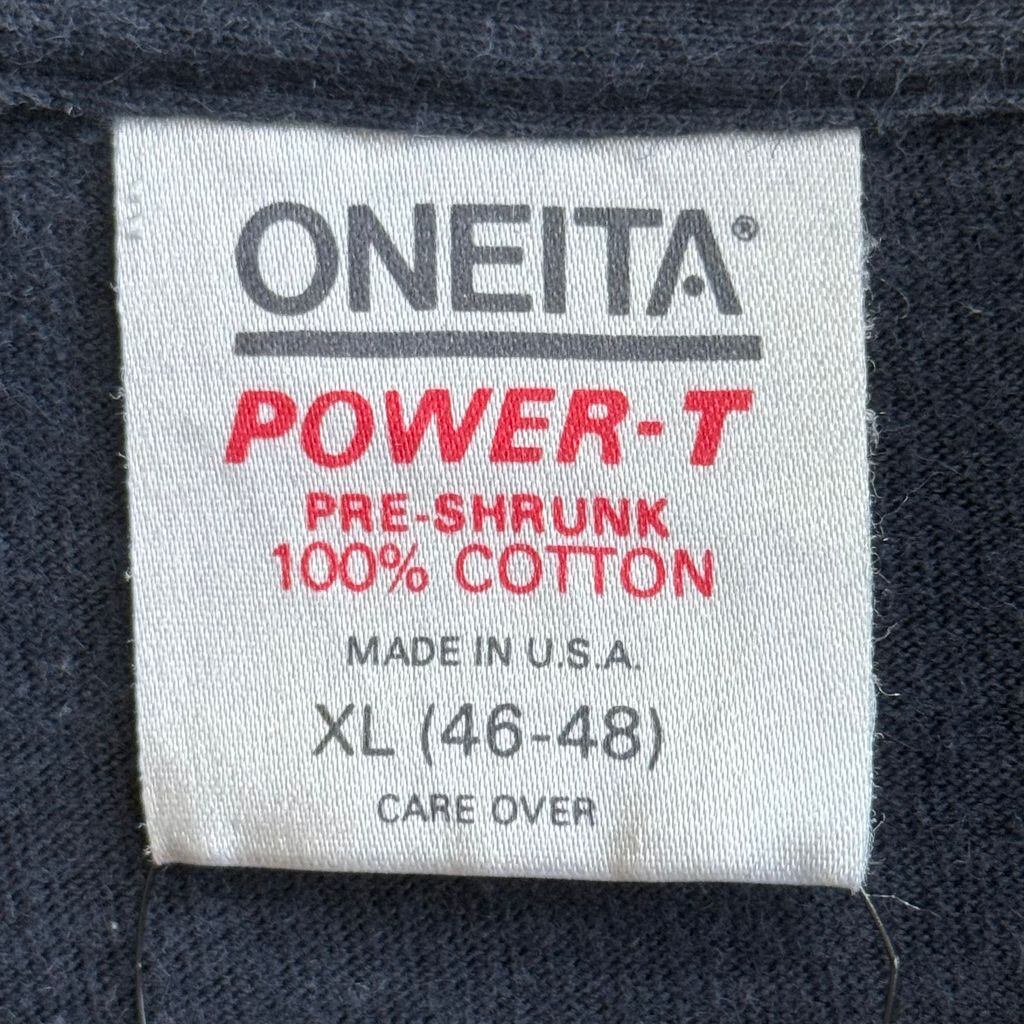 ONEITA®
POWER-T
PRE-SHRUNK
100% COTTON
MADE IN U.S.A.
XL (46-48)
CARE OVER